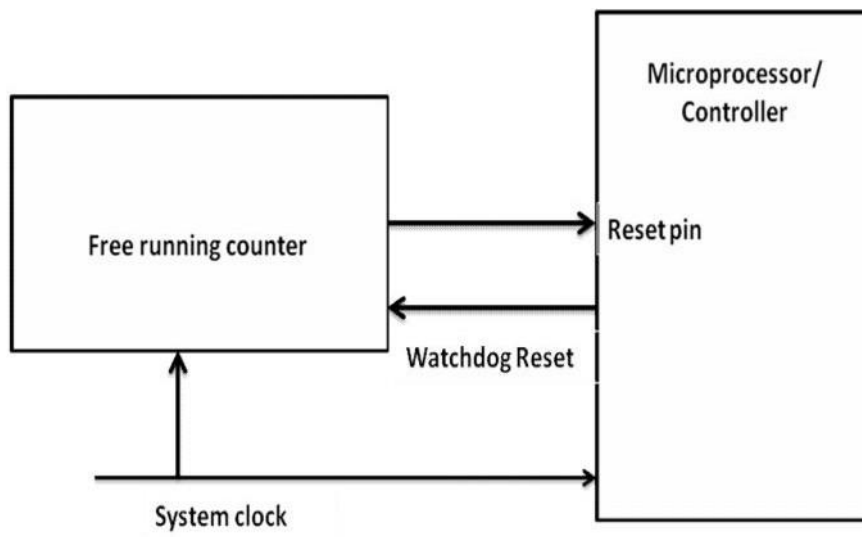 Microprocessor/
Controller
Free running counter
Reset pin
Watchdog Reset
System clock